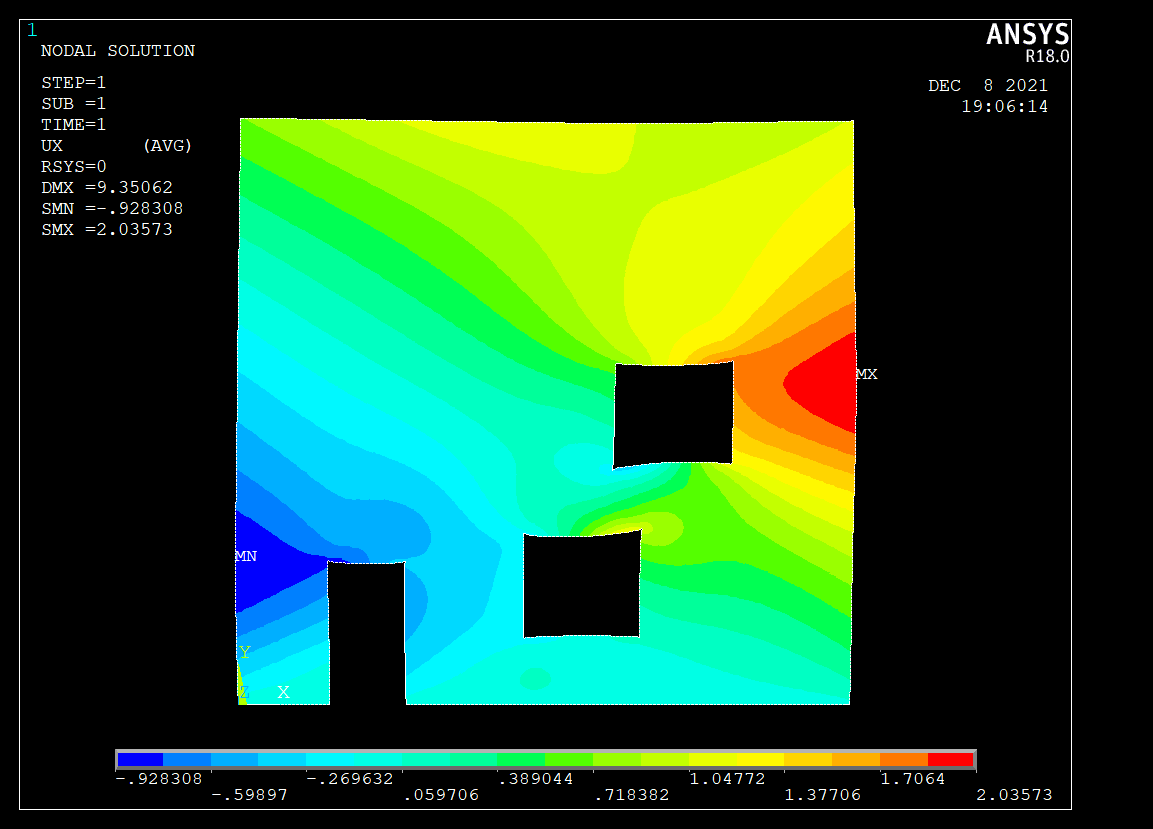 1
ANSYS
R18.0
NODAL SOLUTION
STEP=1
SUB =1
TIME=1
UX (AVG)
RSYS=0
DMX =9.35062
SMN =-.928308
SMX =2.03573
DEC 8 2021
19:06:14
MX
MN
Y
Z X
-.928308 -.269632 .389044 1.04772 1.7064
-.59897 .059706 .718382 1.37706 2.03573